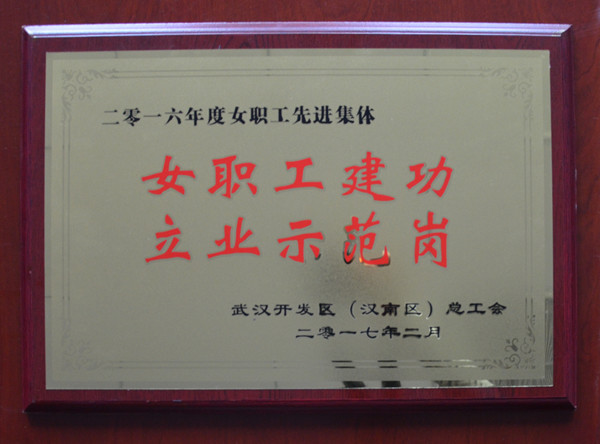 二零一六年度女职工先进集体
女职工建功
立业示范岗
武汉开发区（汉南区）总工会
二零一七年二月